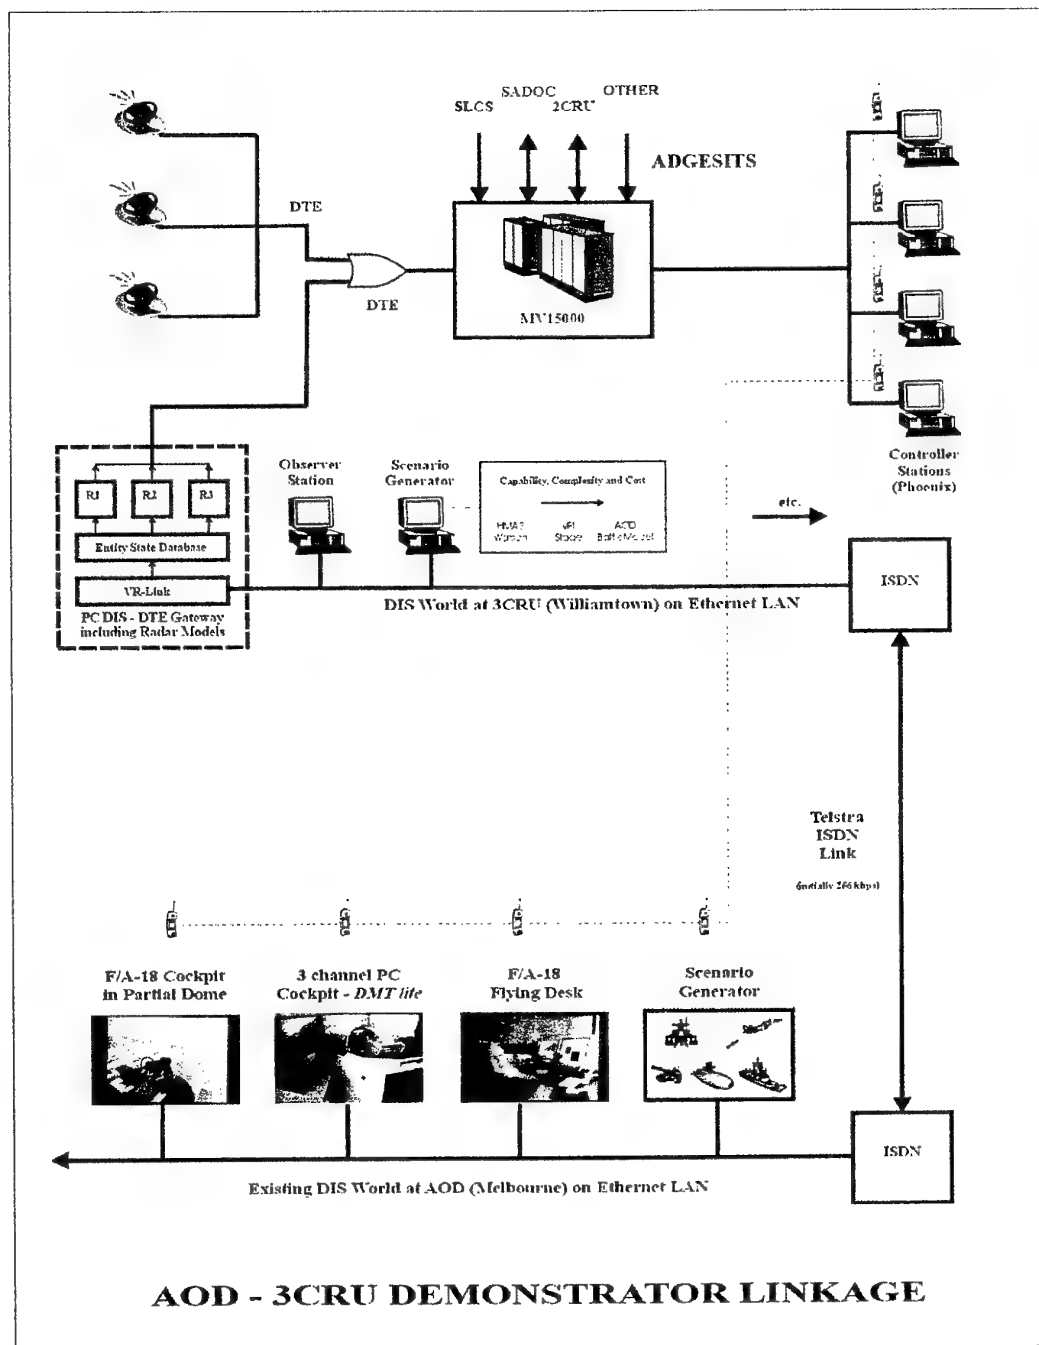 SADOC OTHER
SLCS 2CRU
ADGESITS
DTE
DTE
MV15000
Controller
Stations
(Phoenix)
R1 R2 R3
Entity State Database
VR-Link
PC DIS - DTE Gateway
including Radar Models
Observer
Station
Scenario
Generator
Capability, Complexity and Cost
etc.
ISDN
DIS World at 3CRU (Williamtown) on Ethernet LAN
Telstra
ISDN
Link
(initially 256 kbps)
F/A-18 Cockpit
in Partial Dome
3 channel PC
Cockpit - DMT lite
F/A-18
Flying Desk
Scenario
Generator
ISDN
Existing DIS World at AOD (Melbourne) on Ethernet LAN
AOD - 3CRU DEMONSTRATOR LINKAGE